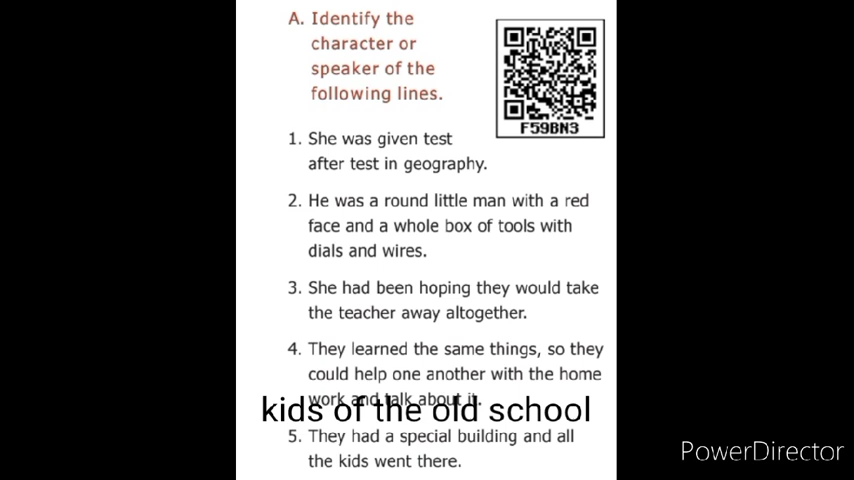 A. Identify the
character or
speaker of the
following lines.
F59BN3
1. She was given test
after test in geography.
2. He was a round little man with a red
face and a whole box of tools with
dials and wires.
3. She had been hoping they would take
the teacher away altogether.
4. They learned the same things, so they
could help one another with the home
work and talk about it.
kids of the old school
5. They had a special building and all
the kids went there.
PowerDirector